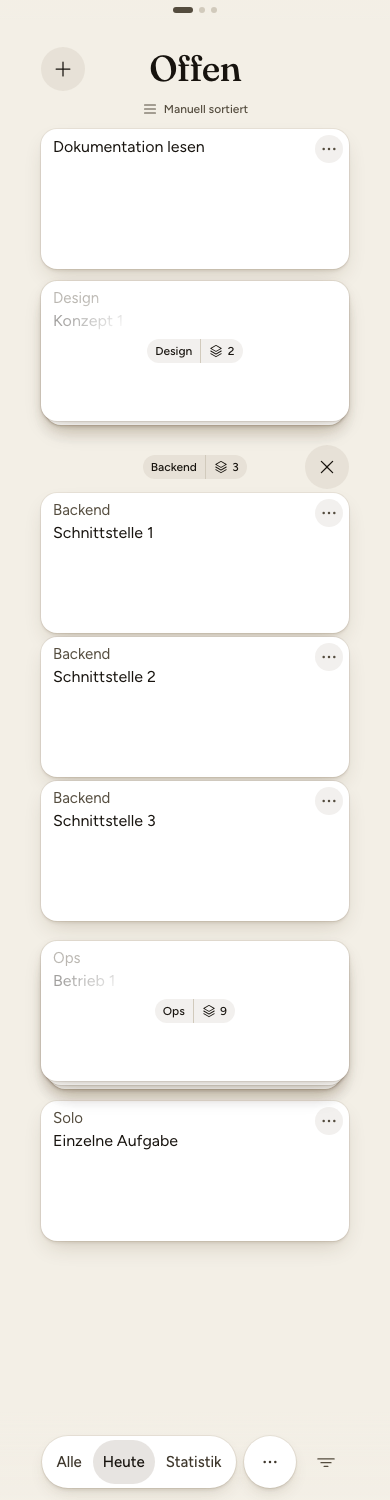 Offen
Manuell sortiert
Dokumentation lesen
Design
Konzept 1
Design 2
Backend 3
Backend
Schnittstelle 1
Backend
Schnittstelle 2
Backend
Schnittstelle 3
Ops
Betrieb 1
Ops 9
Solo
Einzelne Aufgabe
Alle Heute Statistik